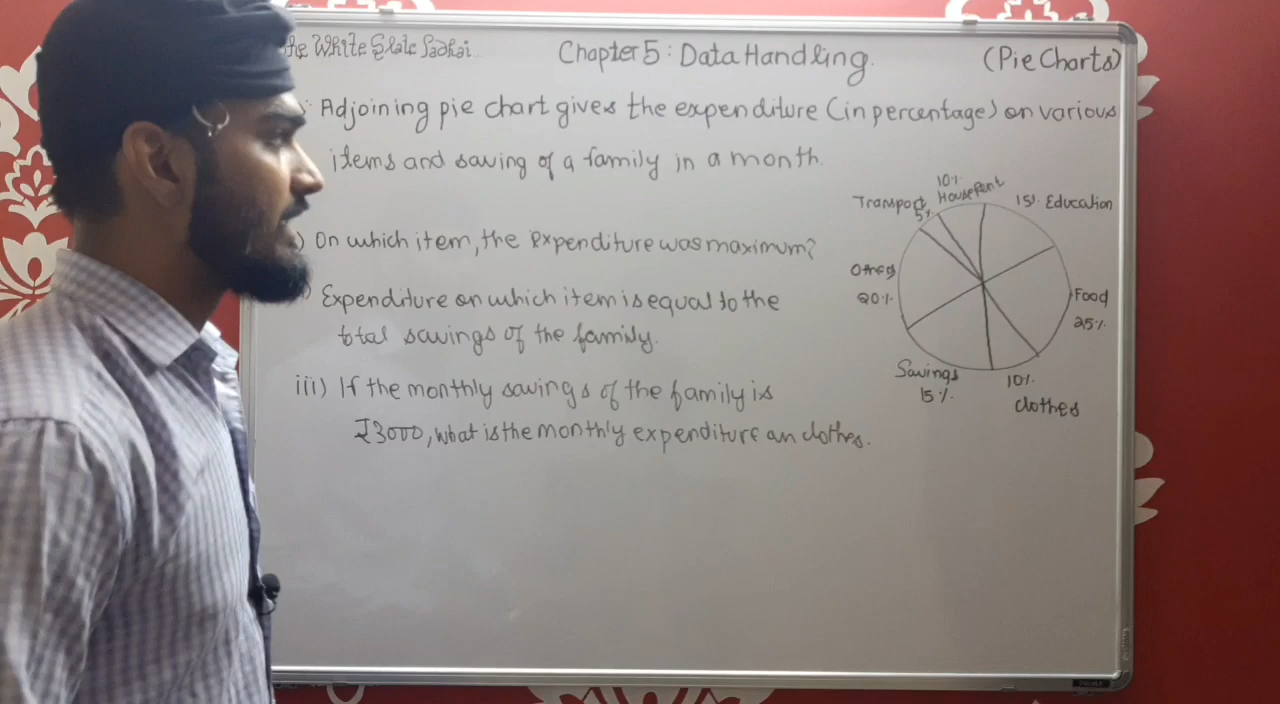 he White Slate Sadhai
Chapter 5 : Data Handling. (Pie Charts)
Adjoining pie chart gives the expenditure (in percentage) on various
items and saving of a family in a month.
) On which item, the expenditure was maximum?
) Expenditure on which item is equal to the
total savings of the family.
iii) If the monthly savings of the family is
₹3000, what is the monthly expenditure on clothes.
10%
House Rent
Transport
5%
15% Education
Others
20%
Food
25%
Savings
15%
10%
clothes